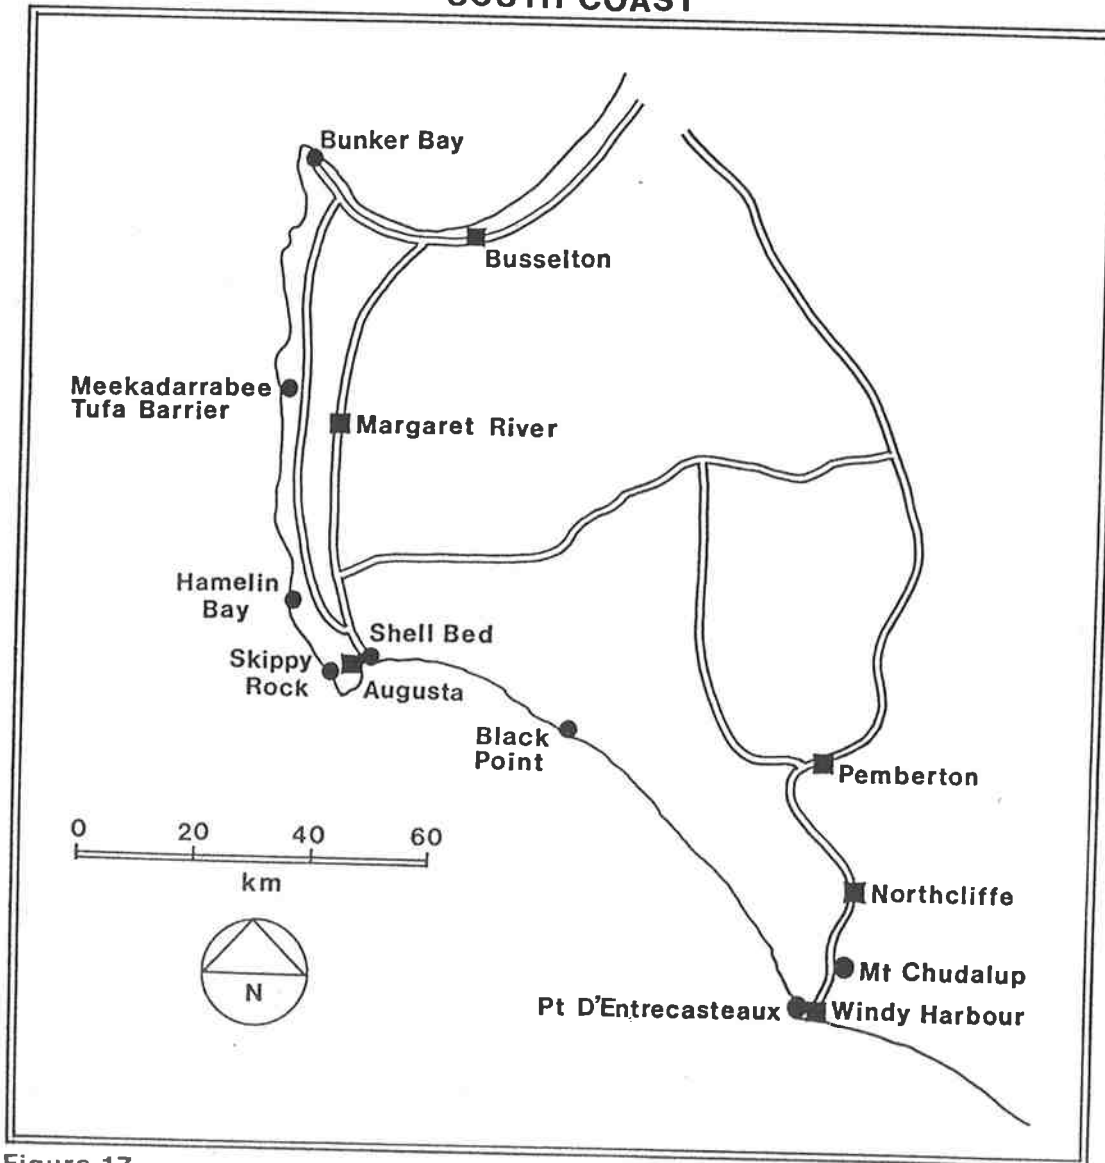 SOUTH COAST
Bunker Bay
Busselton
Meekadarrabee
Tufa Barrier
Margaret River
Hamelin
Bay
Shell Bed
Skippy
Rock
Augusta
Black
Point
Pemberton
0 20 40 60
km
Northcliffe
N
Mt Chudalup
Pt D'Entrecasteaux
Windy Harbour
Figure 17